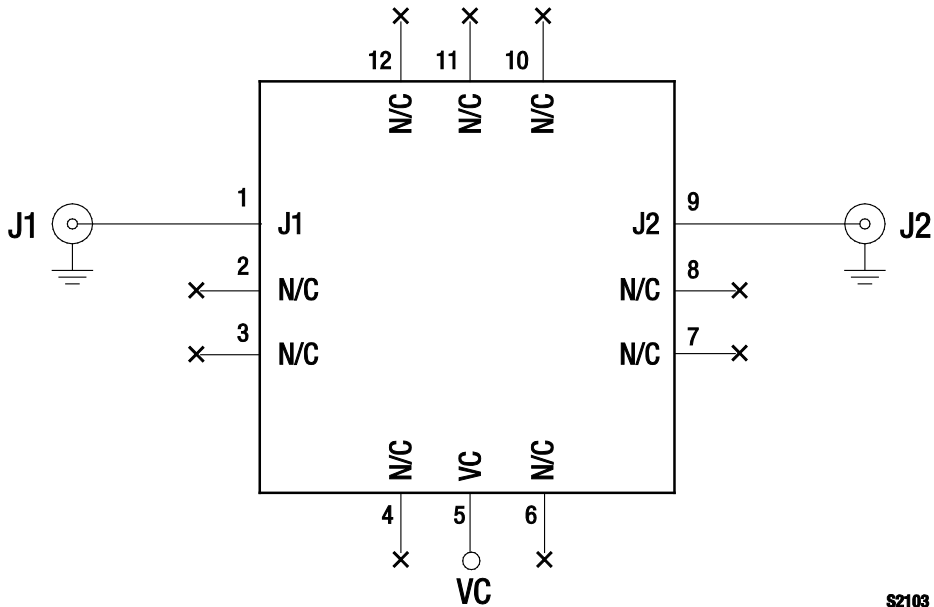 12 11 10
N/C N/C N/C
1 9
J1 J1 J2 J2
2 8
N/C N/C
3 7
N/C N/C
N/C VC N/C
4 5 6
VC
S2103